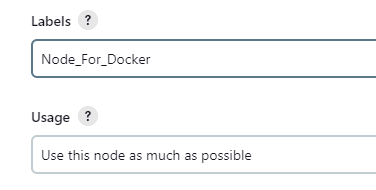 Labels ?
Node_For_Docker
Usage ?
Use this node as much as possible